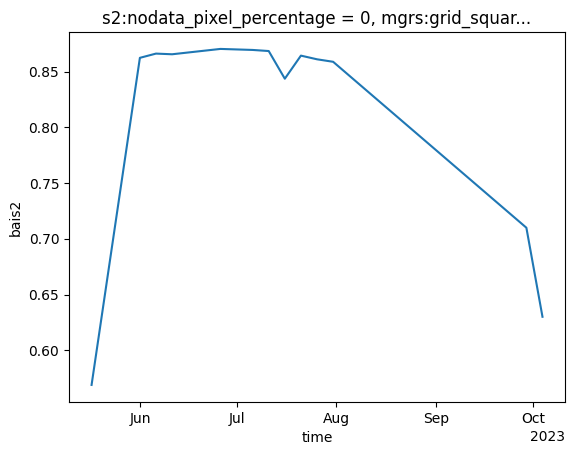 s2:nodata_pixel_percentage = 0, mgrs:grid_squar...
0.85
0.80
0.75
0.70
0.65
0.60
bais2
Jun Jul Aug Sep Oct
2023
time